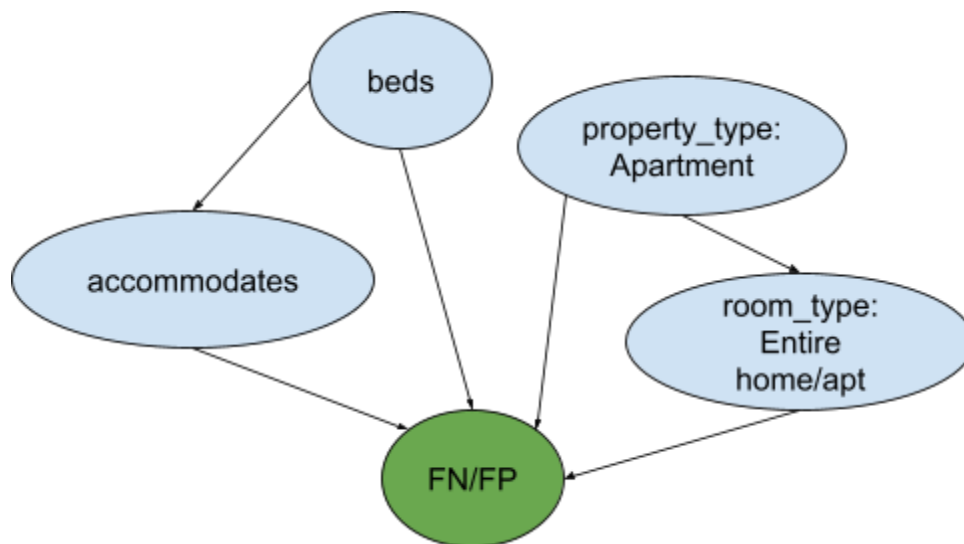 beds
property_type:
Apartment
accommodates
room_type:
Entire
home/apt
FN/FP